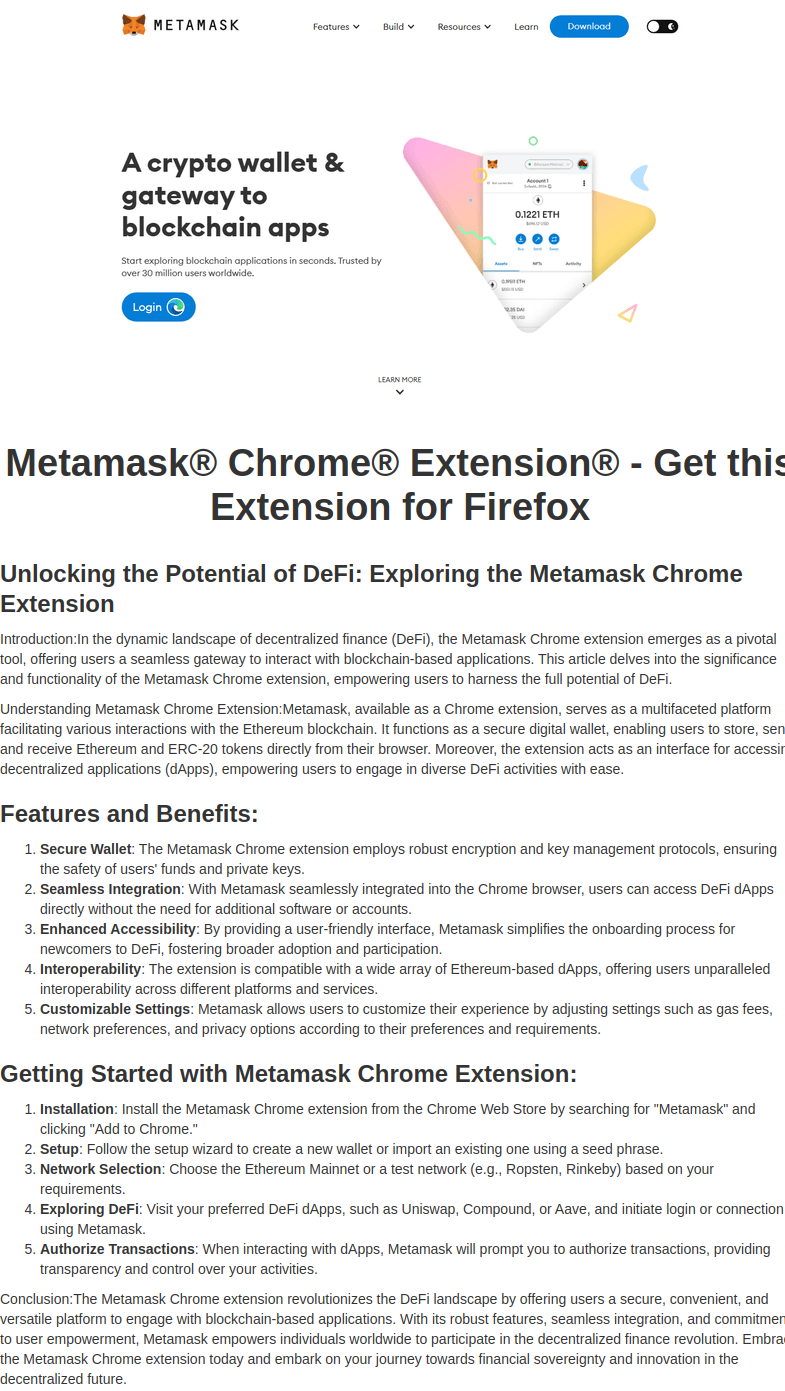 METAMASK
Features Build Resources Learn Download
A crypto wallet &
gateway to
blockchain apps
Start exploring blockchain applications in seconds. Trusted by
over 30 million users worldwide.
Login
Account 1
0.1221 ETH
Buy Send Swap
Assets NFTs Activity
LEARN MORE
Metamask® Chrome® Extension® - Get this
Extension for Firefox
Unlocking the Potential of DeFi: Exploring the Metamask Chrome
Extension
Introduction:In the dynamic landscape of decentralized finance (DeFi), the Metamask Chrome extension emerges as a pivotal
tool, offering users a seamless gateway to interact with blockchain-based applications. This article delves into the significance
and functionality of the Metamask Chrome extension, empowering users to harness the full potential of DeFi.
Understanding Metamask Chrome Extension:Metamask, available as a Chrome extension, serves as a multifaceted platform
facilitating various interactions with the Ethereum blockchain. It functions as a secure digital wallet, enabling users to store, sen
and receive Ethereum and ERC-20 tokens directly from their browser. Moreover, the extension acts as an interface for accessin
decentralized applications (dApps), empowering users to engage in diverse DeFi activities with ease.
Features and Benefits:
1. Secure Wallet: The Metamask Chrome extension employs robust encryption and key management protocols, ensuring
the safety of users' funds and private keys.
2. Seamless Integration: With Metamask seamlessly integrated into the Chrome browser, users can access DeFi dApps
directly without the need for additional software or accounts.
3. Enhanced Accessibility: By providing a user-friendly interface, Metamask simplifies the onboarding process for
newcomers to DeFi, fostering broader adoption and participation.
4. Interoperability: The extension is compatible with a wide array of Ethereum-based dApps, offering users unparalleled
interoperability across different platforms and services.
5. Customizable Settings: Metamask allows users to customize their experience by adjusting settings such as gas fees,
network preferences, and privacy options according to their preferences and requirements.
Getting Started with Metamask Chrome Extension:
1. Installation: Install the Metamask Chrome extension from the Chrome Web Store by searching for "Metamask" and
clicking "Add to Chrome."
2. Setup: Follow the setup wizard to create a new wallet or import an existing one using a seed phrase.
3. Network Selection: Choose the Ethereum Mainnet or a test network (e.g., Ropsten, Rinkeby) based on your
requirements.
4. Exploring DeFi: Visit your preferred DeFi dApps, such as Uniswap, Compound, or Aave, and initiate login or connection
using Metamask.
5. Authorize Transactions: When interacting with dApps, Metamask will prompt you to authorize transactions, providing
transparency and control over your activities.
Conclusion:The Metamask Chrome extension revolutionizes the DeFi landscape by offering users a secure, convenient, and
versatile platform to engage with blockchain-based applications. With its robust features, seamless integration, and commitmen
to user empowerment, Metamask empowers individuals worldwide to participate in the decentralized finance revolution. Embrac
the Metamask Chrome extension today and embark on your journey towards financial sovereignty and innovation in the
decentralized future.